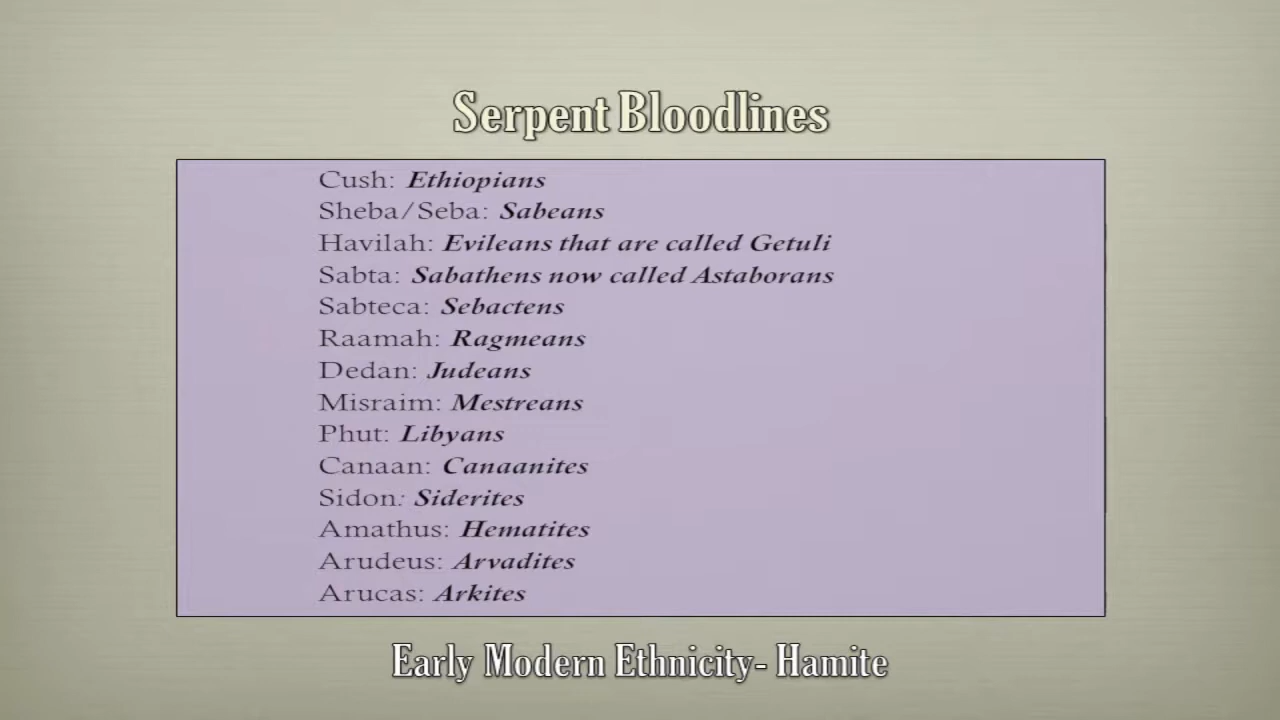 Serpent Bloodlines
Cush: Ethiopians
Sheba/Seba: Sabeans
Havilah: Evileans that are called Getuli
Sabta: Sabathens now called Astaborans
Sabteca: Sebactens
Raamah: Ragmeans
Dedan: Judeans
Misraim: Mestreans
Phut: Libyans
Canaan: Canaanites
Sidon: Siderites
Amathus: Hematites
Arudeus: Arvadites
Arucas: Arkites
Early Modern Ethnicity- Hamite